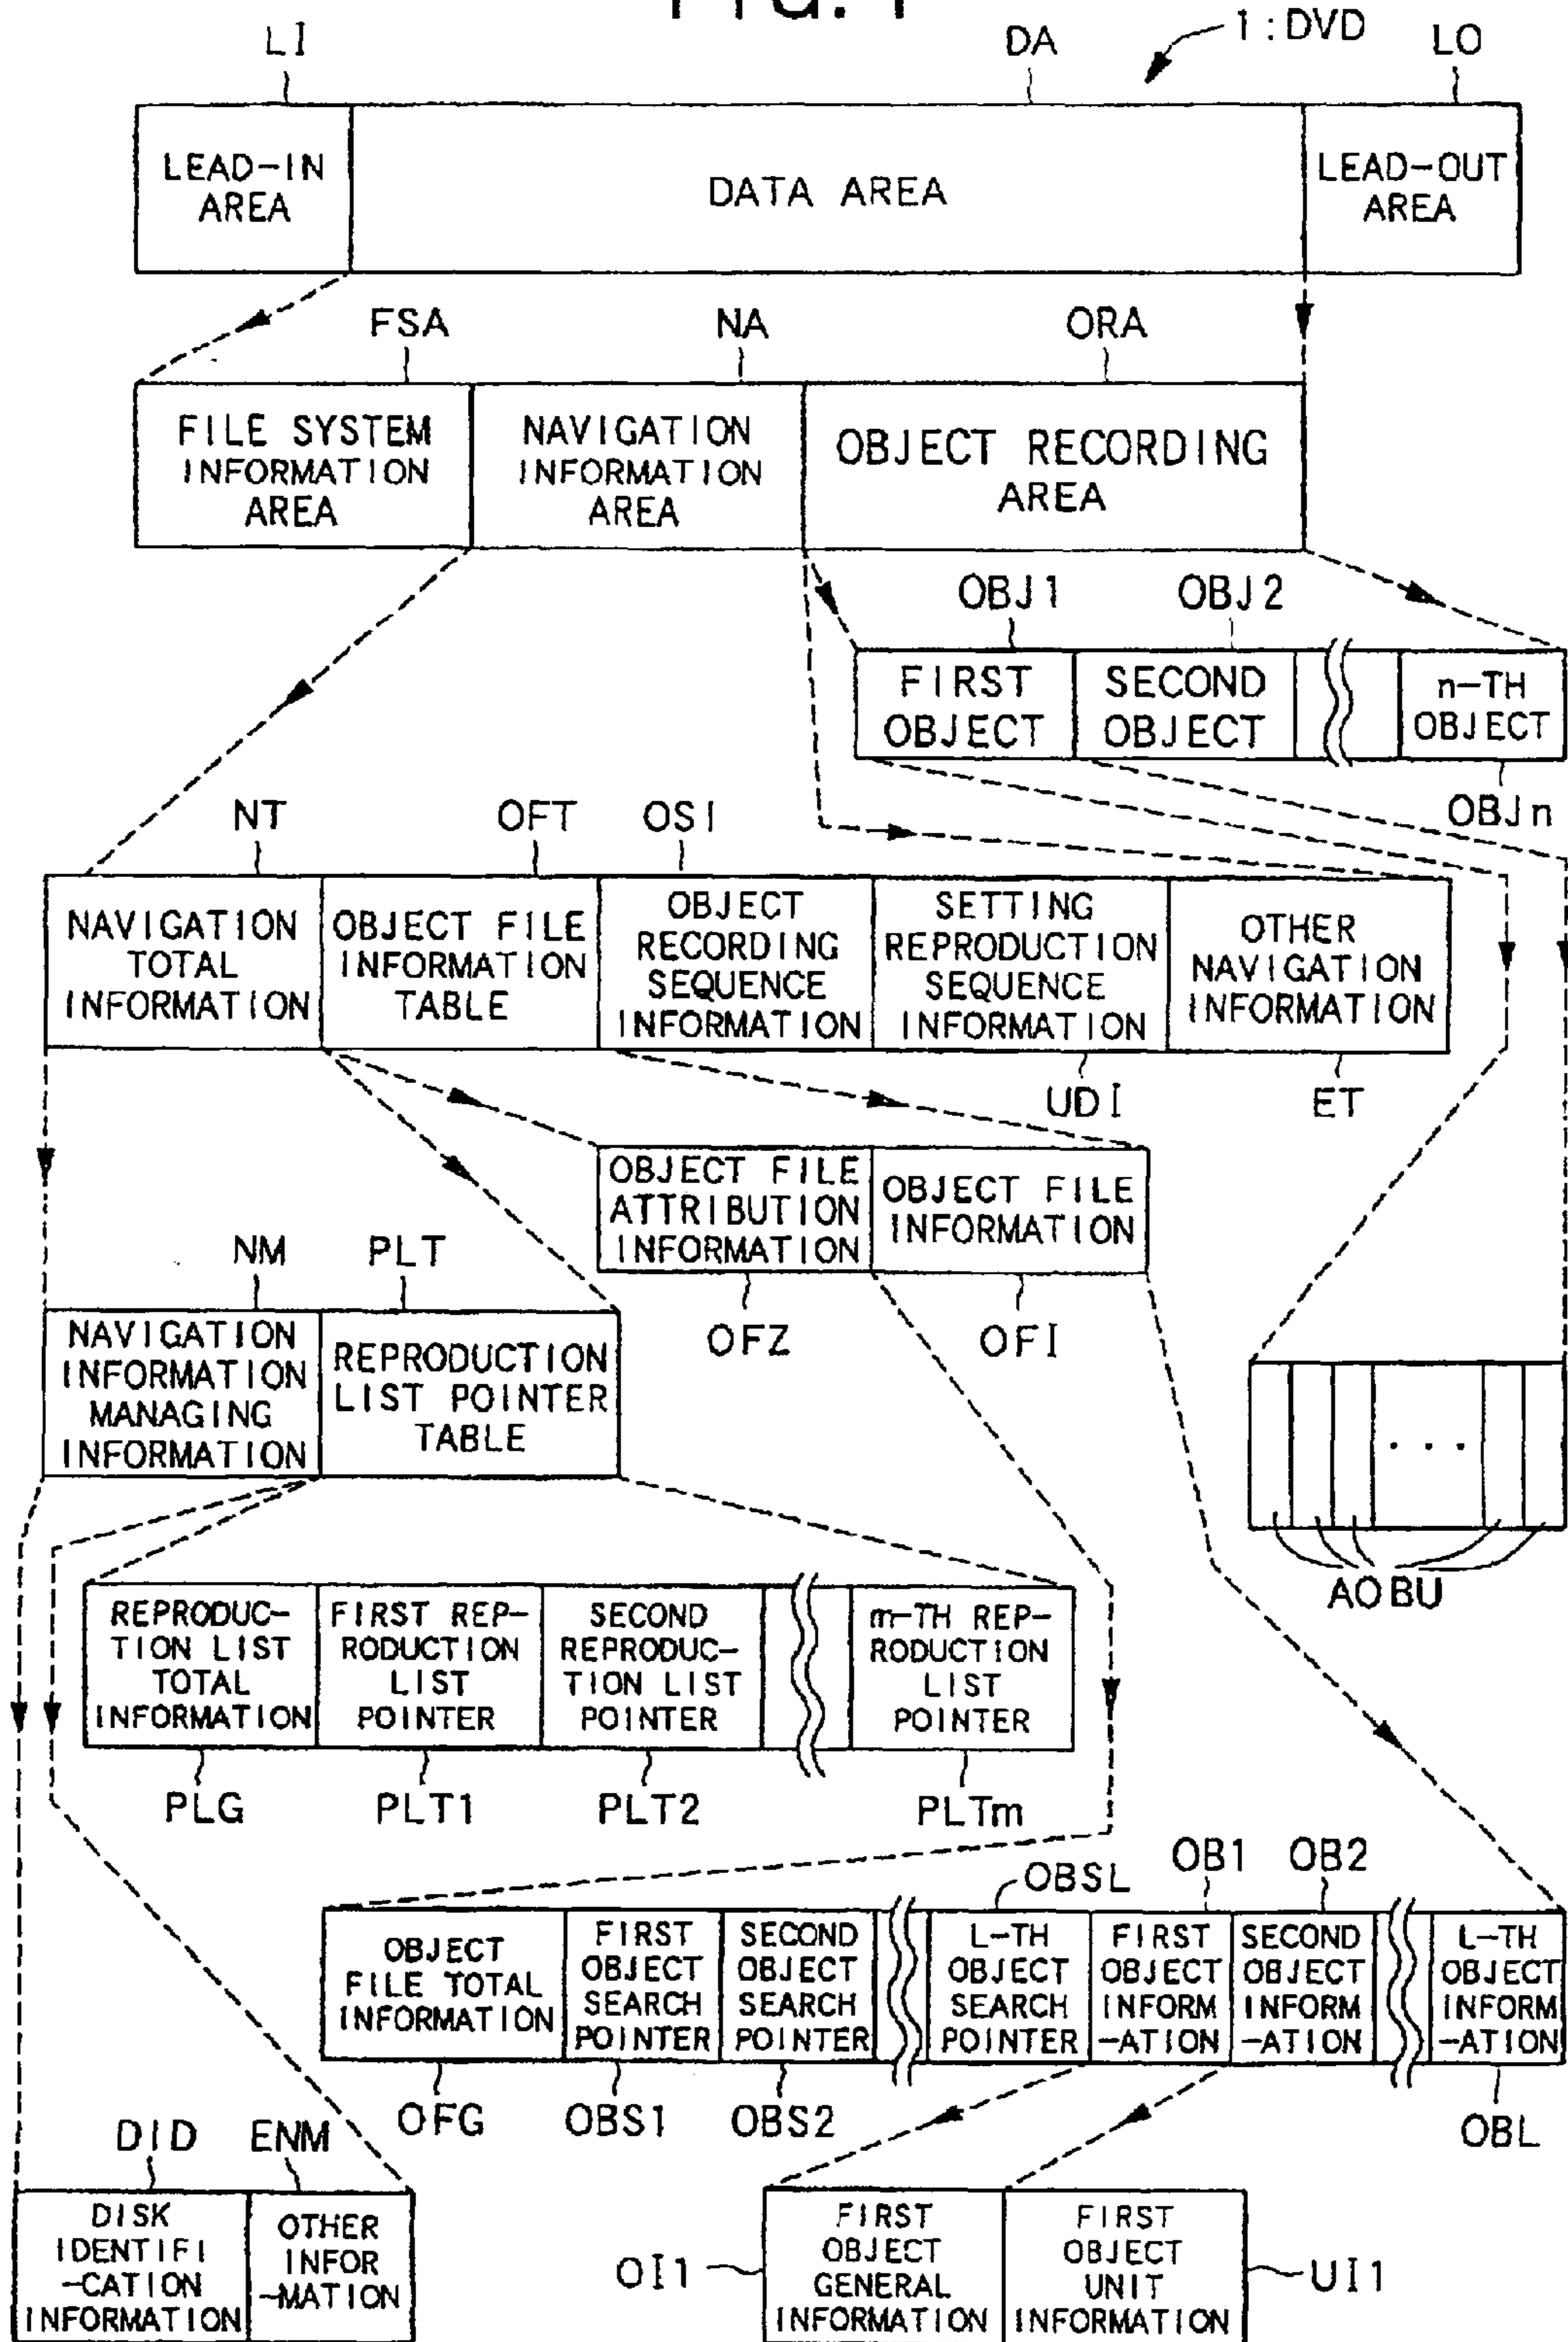 FIG. 1
LI
DA
1:DVD
LO
LEAD-IN
AREA
DATA AREA
LEAD-OUT
AREA
FSA
NA
ORA
FILE SYSTEM
INFORMATION
AREA
NAVIGATION
INFORMATION
AREA
OBJECT RECORDING
AREA
OBJ1
OBJ2
FIRST
OBJECT
SECOND
OBJECT
n-TH
OBJECT
OBJn
NT
OFT
OSI
NAVIGATION
TOTAL
INFORMATION
OBJECT FILE
INFORMATION
TABLE
OBJECT
RECORDING
SEQUENCE
INFORMATION
SETTING
REPRODUCTION
SEQUENCE
INFORMATION
OTHER
NAVIGATION
INFORMATION
UDI
ET
OBJECT FILE
ATTRIBUTION
INFORMATION
OBJECT FILE
INFORMATION
OFZ
OFI
NM
PLT
NAVIGATION
INFORMATION
MANAGING
INFORMATION
REPRODUCTION
LIST POINTER
TABLE
...
AOBU
REPRODUC-
TION LIST
TOTAL
INFORMATION
FIRST REP-
RODUCTION
LIST
POINTER
SECOND
REPRODUC-
TION LIST
POINTER
m-TH REP-
RODUCTION
LIST
POINTER
PLG
PLT1
PLT2
PLTm
OBSL
OB1
OB2
OBJECT
FILE TOTAL
INFORMATION
FIRST
OBJECT
SEARCH
POINTER
SECOND
OBJECT
SEARCH
POINTER
L-TH
OBJECT
SEARCH
POINTER
FIRST
OBJECT
INFORM
-ATION
SECOND
OBJECT
INFORM
-ATION
L-TH
OBJECT
INFORM
-ATION
OFG
OBS1
OBS2
OBL
DID
ENM
DISK
IDENTIFI
-CATION
INFORMATION
OTHER
INFOR
-MATION
OI1
FIRST
OBJECT
GENERAL
INFORMATION
FIRST
OBJECT
UNIT
INFORMATION
UI1